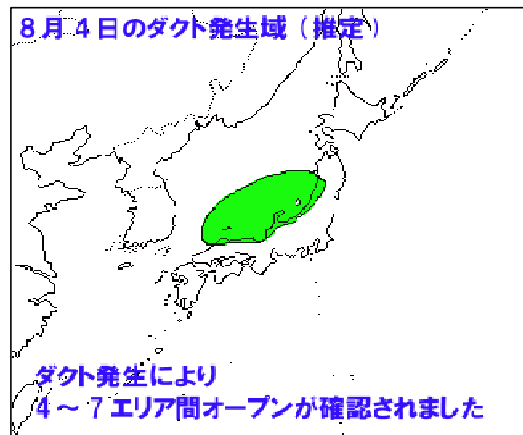 8月4日のダクト発生域（推定）
ダクト発生により
4～7エリア間オープンが確認されました